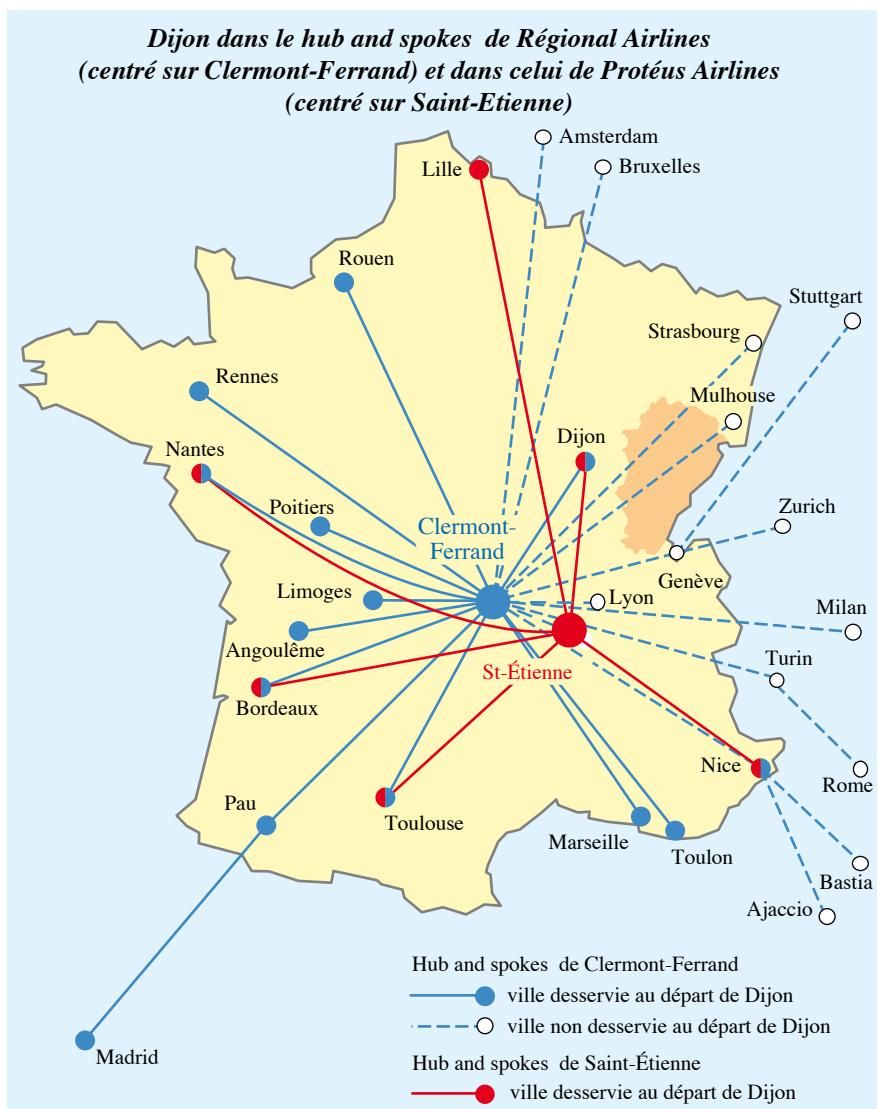 Dijon dans le hub and spokes de Régional Airlines
(centré sur Clermont-Ferrand) et dans celui de Protéus Airlines
(centré sur Saint-Etienne)
Amsterdam
Bruxelles
Lille
Rouen
Stuttgart
Strasbourg
Rennes
Mulhouse
Dijon
Nantes
Zurich
Poitiers
Clermont-
Ferrand
Genève
Limoges
Lyon
Milan
Angoulême
Turin
St-Étienne
Bordeaux
Nice
Rome
Pau
Toulouse
Marseille
Toulon
Bastia
Ajaccio
Madrid
Hub and spokes de Clermont-Ferrand
ville desservie au départ de Dijon
ville non desservie au départ de Dijon
Hub and spokes de Saint-Étienne
ville desservie au départ de Dijon